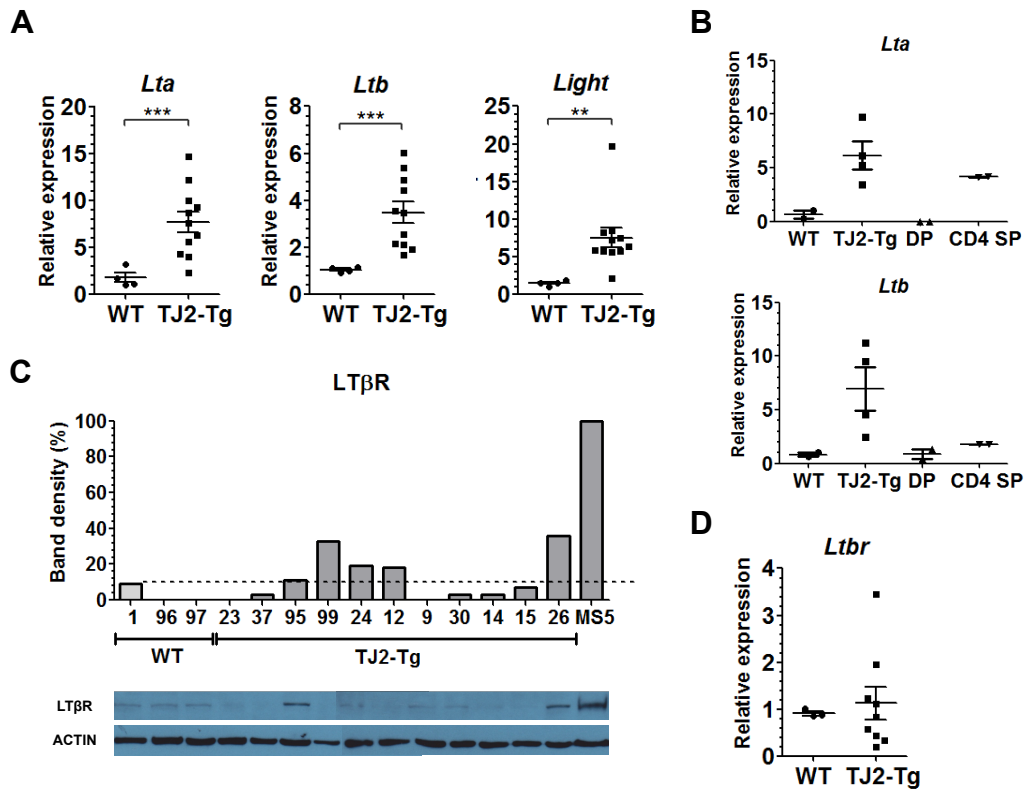 A
Lta
Relative expression
20
15
10
5
0
***
WT TJ2-Tg
Ltb
8
6
4
2
0
***
WT TJ2-Tg
Light
25
20
15
10
5
0
**
WT TJ2-Tg
B
Lta
Relative expression
15
10
5
0
WT TJ2-Tg DP CD4 SP
Ltb
Relative expression
15
10
5
0
WT TJ2-Tg DP CD4 SP
C
LTβR
Band density (%)
100
80
60
40
20
0
1 96 97 23 37 95 99 24 12 9 30 14 15 26 MS5
WT TJ2-Tg
LTβR
ACTIN
D
Ltbr
Relative expression
4
3
2
1
0
WT TJ2-Tg